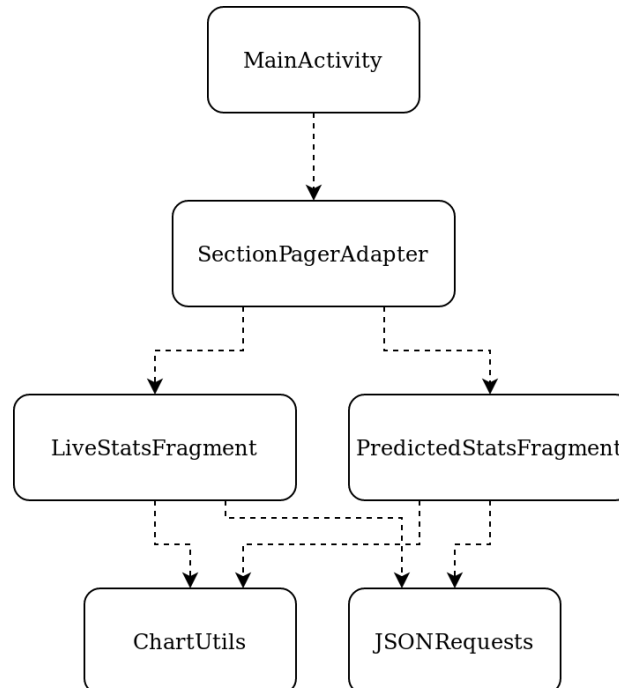 MainActivity
SectionPagerAdapter
LiveStatsFragment
PredictedStatsFragment
ChartUtils
JSONRequests